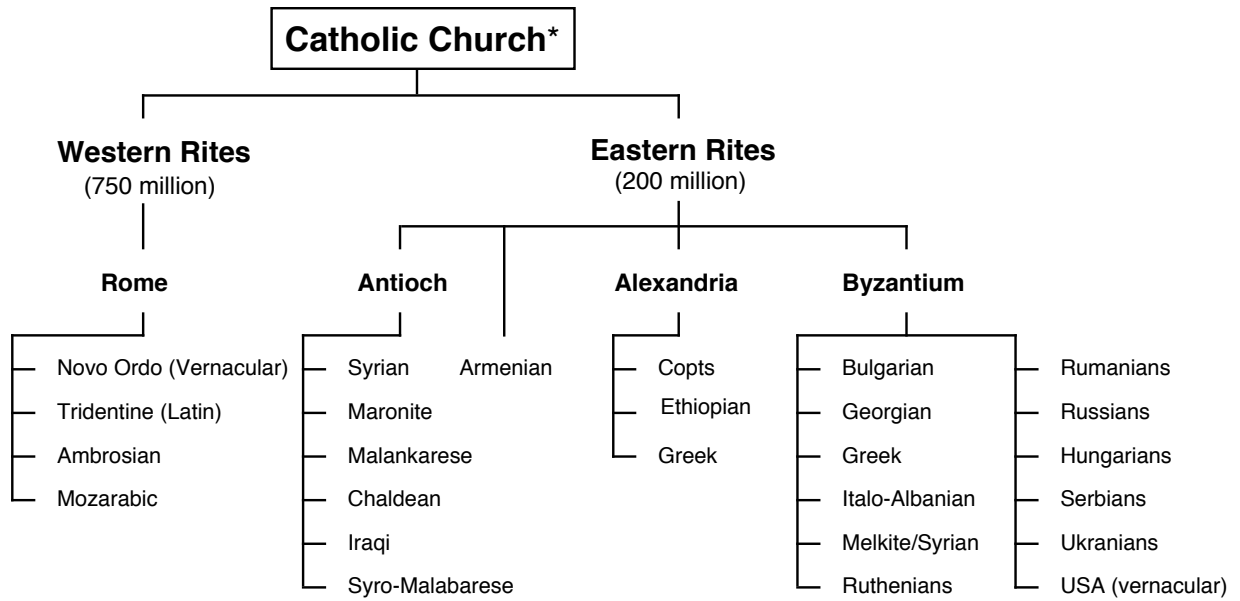 Catholic Church*
Western Rites
(750 million)
Eastern Rites
(200 million)
Rome
Antioch
Alexandria
Byzantium
Novo Ordo (Vernacular)
Tridentine (Latin)
Ambrosian
Mozarabic
Syrian
Maronite
Malankarese
Chaldean
Iraqi
Syro-Malabarese
Armenian
Copts
Ethiopian
Greek
Bulgarian
Georgian
Greek
Italo-Albanian
Melkite/Syrian
Ruthenians
Rumanians
Russians
Hungarians
Serbians
Ukranians
USA (vernacular)